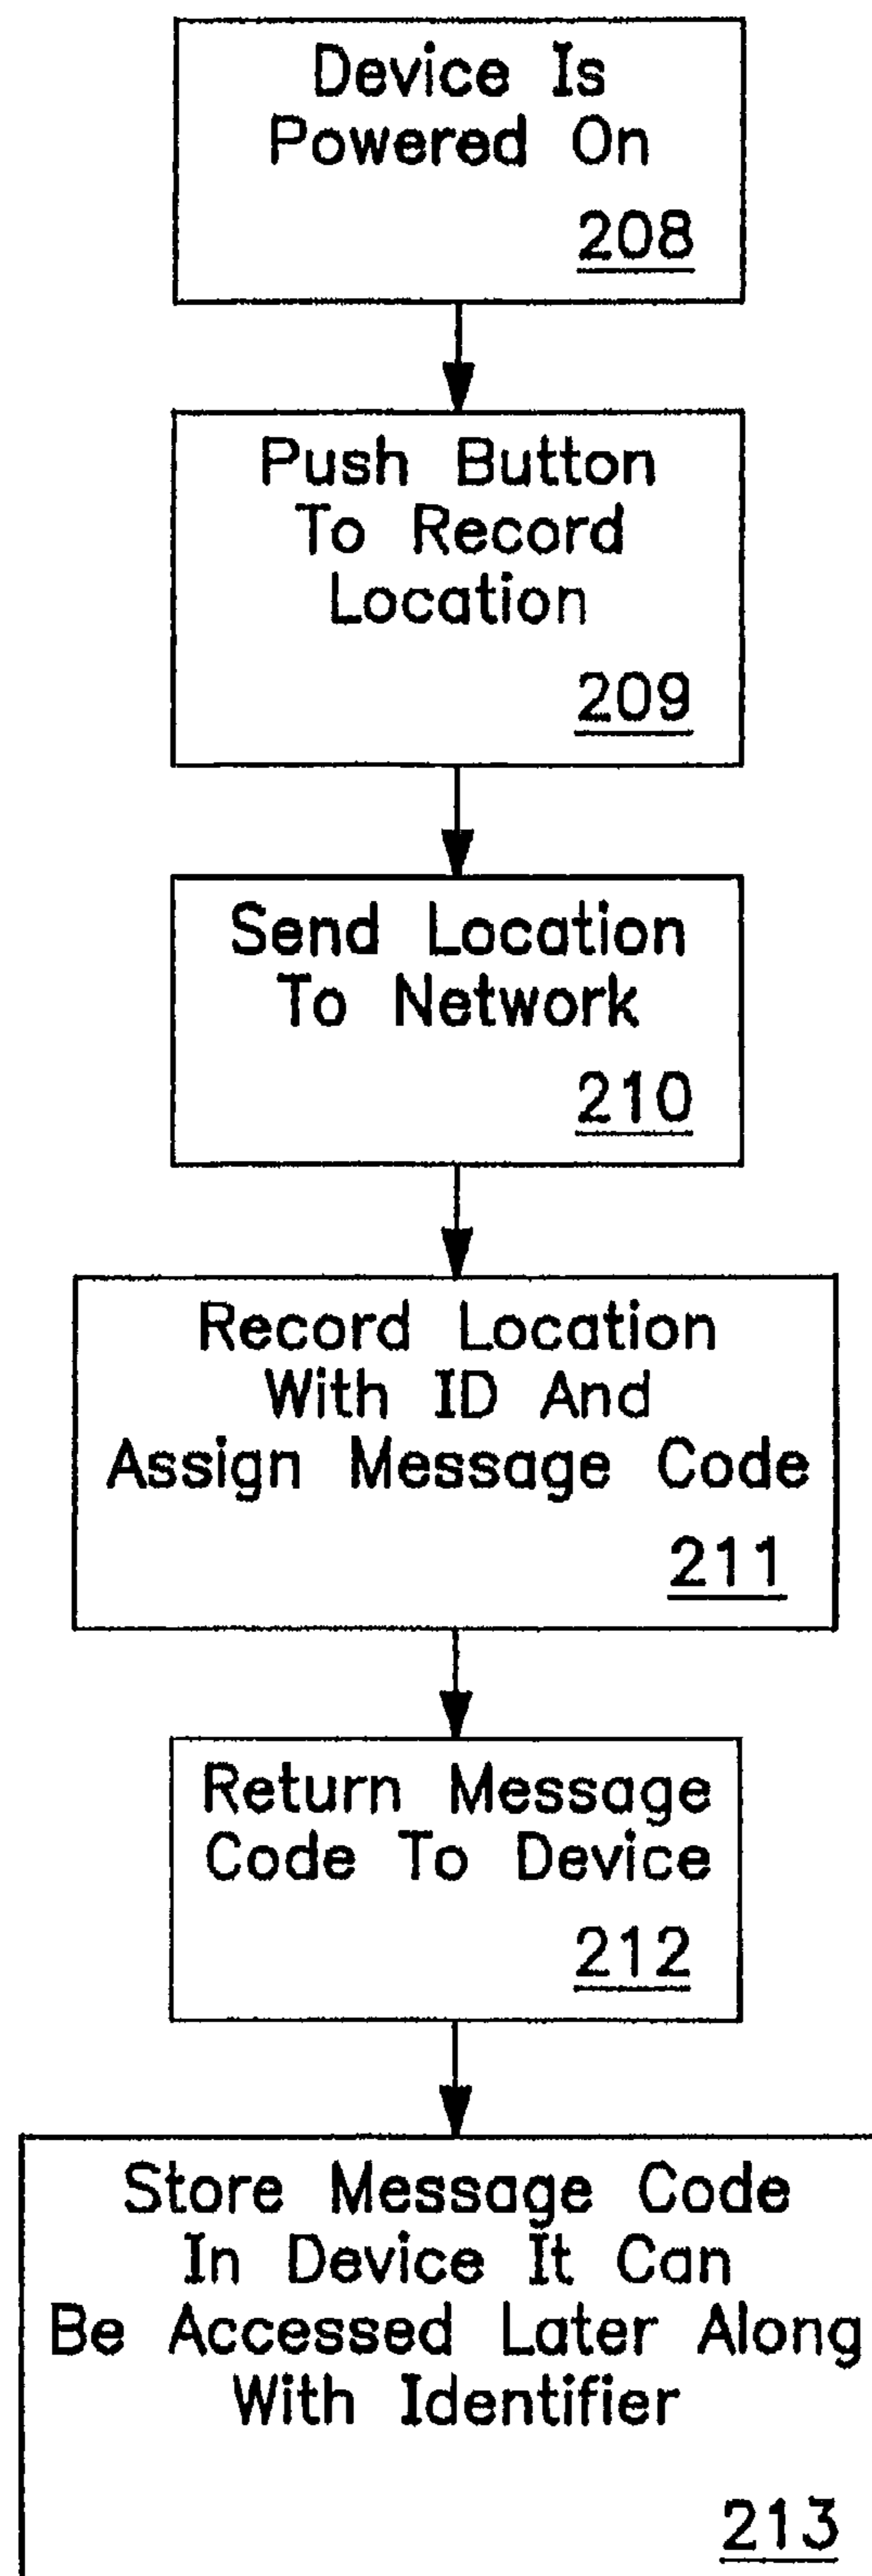 Device Is
Powered On
208
Push Button
To Record
Location
209
Send Location
To Network
210
Record Location
With ID And
Assign Message Code
211
Return Message
Code To Device
212
Store Message Code
In Device It Can
Be Accessed Later Along
With Identifier
213